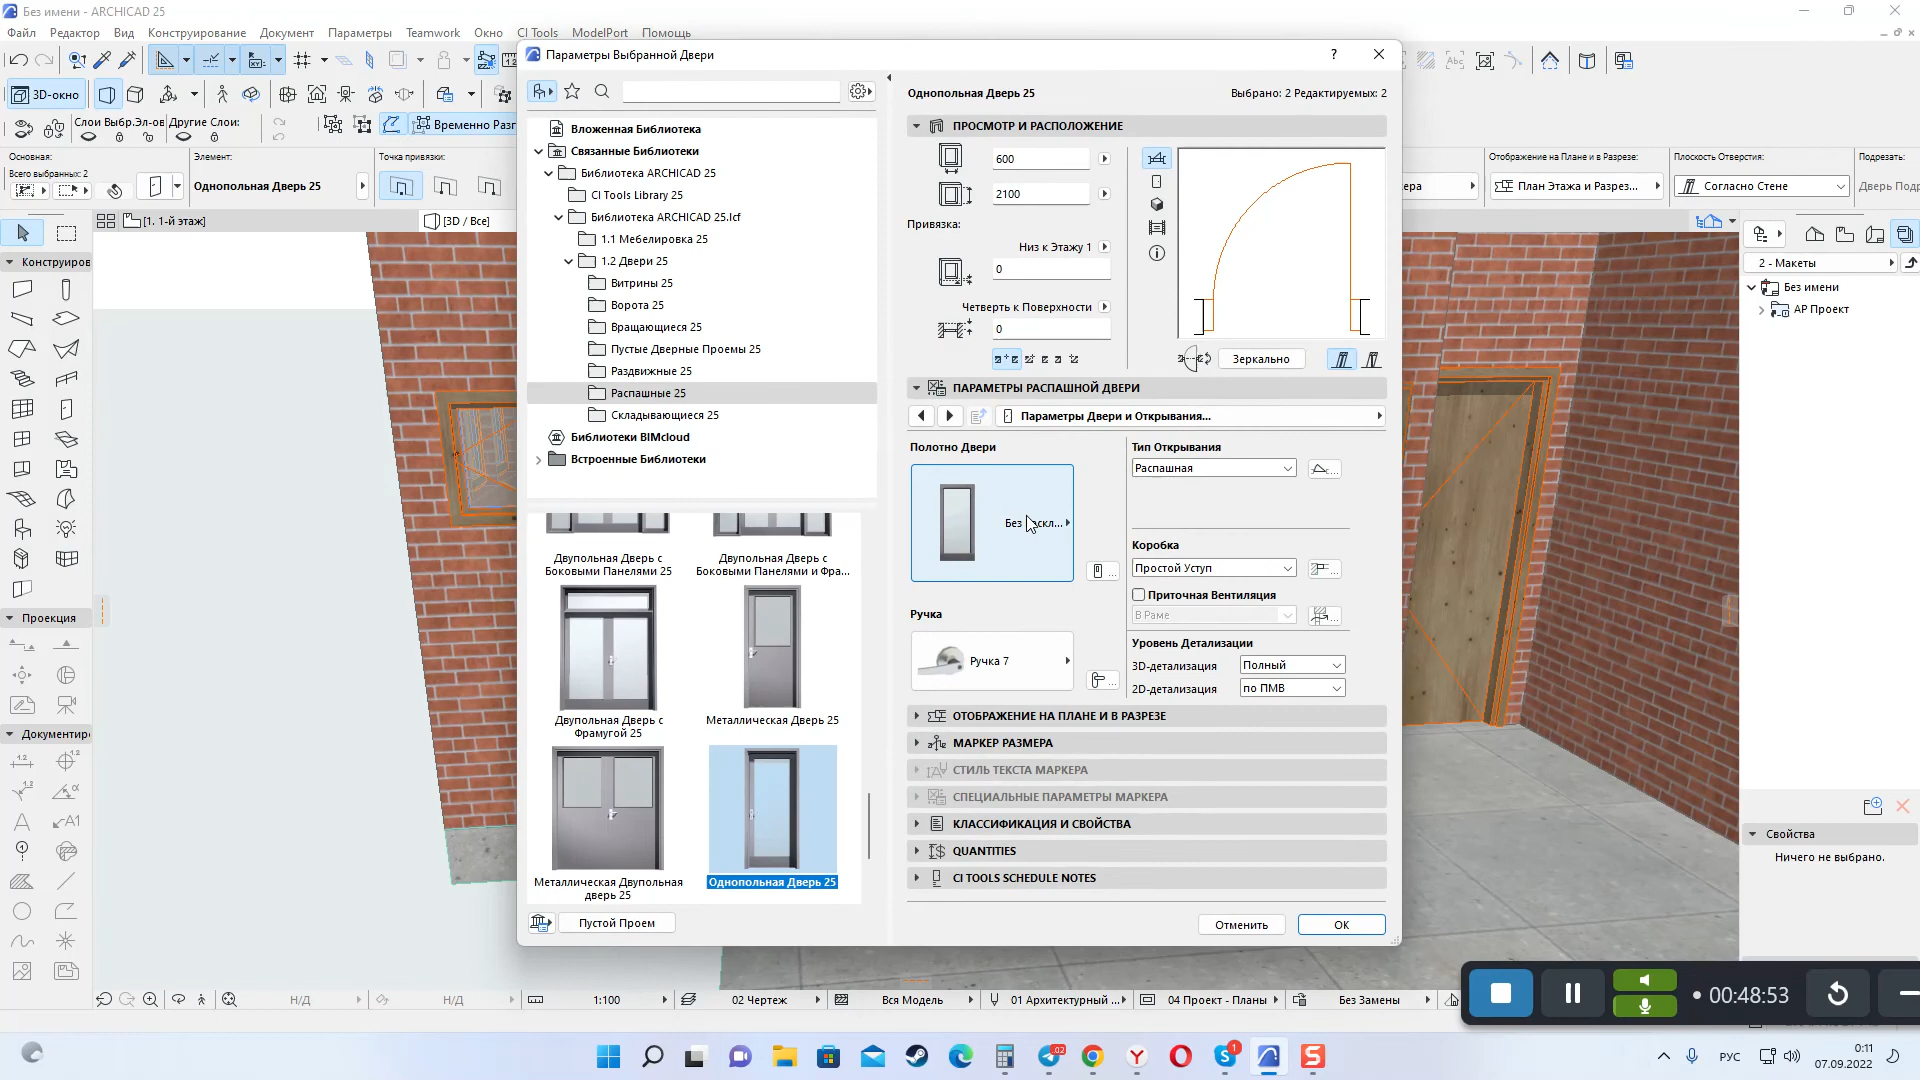 Без имени - ARCHICAD 25
Файл Редактор Вид Конструирование Документ Параметры Teamwork Окно CI Tools ModelPort Помощь
3D-окно
Слои Выбр.Эл-ов Другие Слои:
Временно Разг
Основная:
Всего выбранных: 2
Элемент:
Однопольная Дверь 25
Точка привязки:
Отображение на Плане и в Разрезе:
План Этажа и Разрез...
Плоскость Отверстия:
Согласно Стене
Подрезать:
Дверь Подр
[1. 1-й этаж]
[3D / Все]
Конструиров
Проекция
Документир
Параметры Выбранной Двери
Вложенная Библиотека
Связанные Библиотеки
Библиотека ARCHICAD 25
CI Tools Library 25
Библиотека ARCHICAD 25.lcf
1.1 Мебелировка 25
1.2 Двери 25
Витрины 25
Ворота 25
Вращающиеся 25
Пустые Дверные Проемы 25
Раздвижные 25
Распашные 25
Складывающиеся 25
Библиотеки BIMcloud
Встроенные Библиотеки
Двупольная Дверь с Боковыми Панелями 25
Двупольная Дверь с Боковыми Панелями и Фра...
Двупольная Дверь с Фрамугой 25
Металлическая Дверь 25
Металлическая Двупольная дверь 25
Однопольная Дверь 25
Пустой Проем
Однопольная Дверь 25
Выбрано: 2 Редактируемых: 2
ПРОСМОТР И РАСПОЛОЖЕНИЕ
600
2100
Привязка:
Низ к Этажу 1
0
Четверть к Поверхности
0
Зеркально
ПАРАМЕТРЫ РАСПАШНОЙ ДВЕРИ
Параметры Двери и Открывания...
Полотно Двери
Без
Ручка
Ручка 7
Тип Открывания
Распашная
Коробка
Простой Уступ
Приточная Вентиляция
В Раме
Уровень Детализации
3D-детализация
Полный
2D-детализация
по ПМВ
ОТОБРАЖЕНИЕ НА ПЛАНЕ И В РАЗРЕЗЕ
МАРКЕР РАЗМЕРА
СТИЛЬ ТЕКСТА МАРКЕРА
СПЕЦИАЛЬНЫЕ ПАРАМЕТРЫ МАРКЕРА
КЛАССИФИКАЦИЯ И СВОЙСТВА
QUANTITIES
CI TOOLS SCHEDULE NOTES
Отменить
ОК
2 - Макеты
Без имени
АР Проект
Свойства
Ничего не выбрано.
Н/Д
Н/Д
1:100
02 Чертеж
Вся Модель
01 Архитектурный ...
04 Проект - Планы
Без Замены
00:48:53
РУС
0:11
07.09.2022